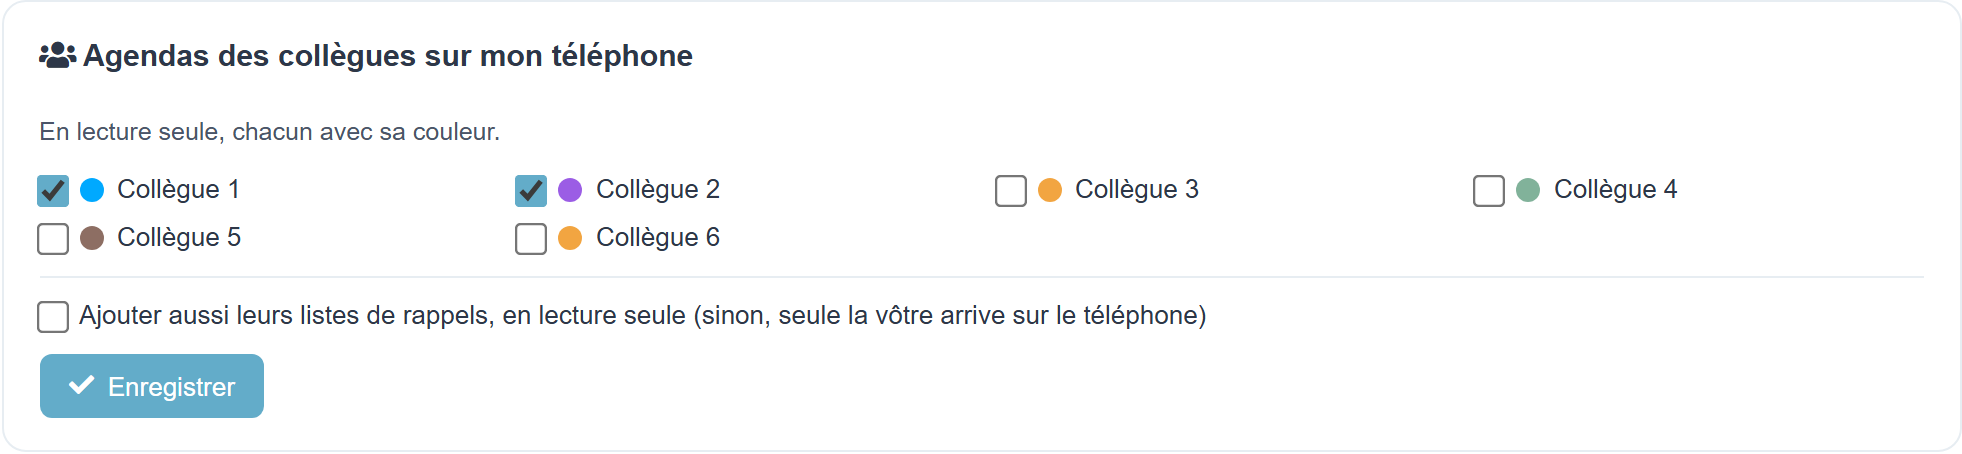 Agendas des collègues sur mon téléphone
En lecture seule, chacun avec sa couleur.
Collègue 1 Collègue 2 Collègue 3 Collègue 4
Collègue 5 Collègue 6
Ajouter aussi leurs listes de rappels, en lecture seule (sinon, seule la vôtre arrive sur le téléphone)
Enregistrer